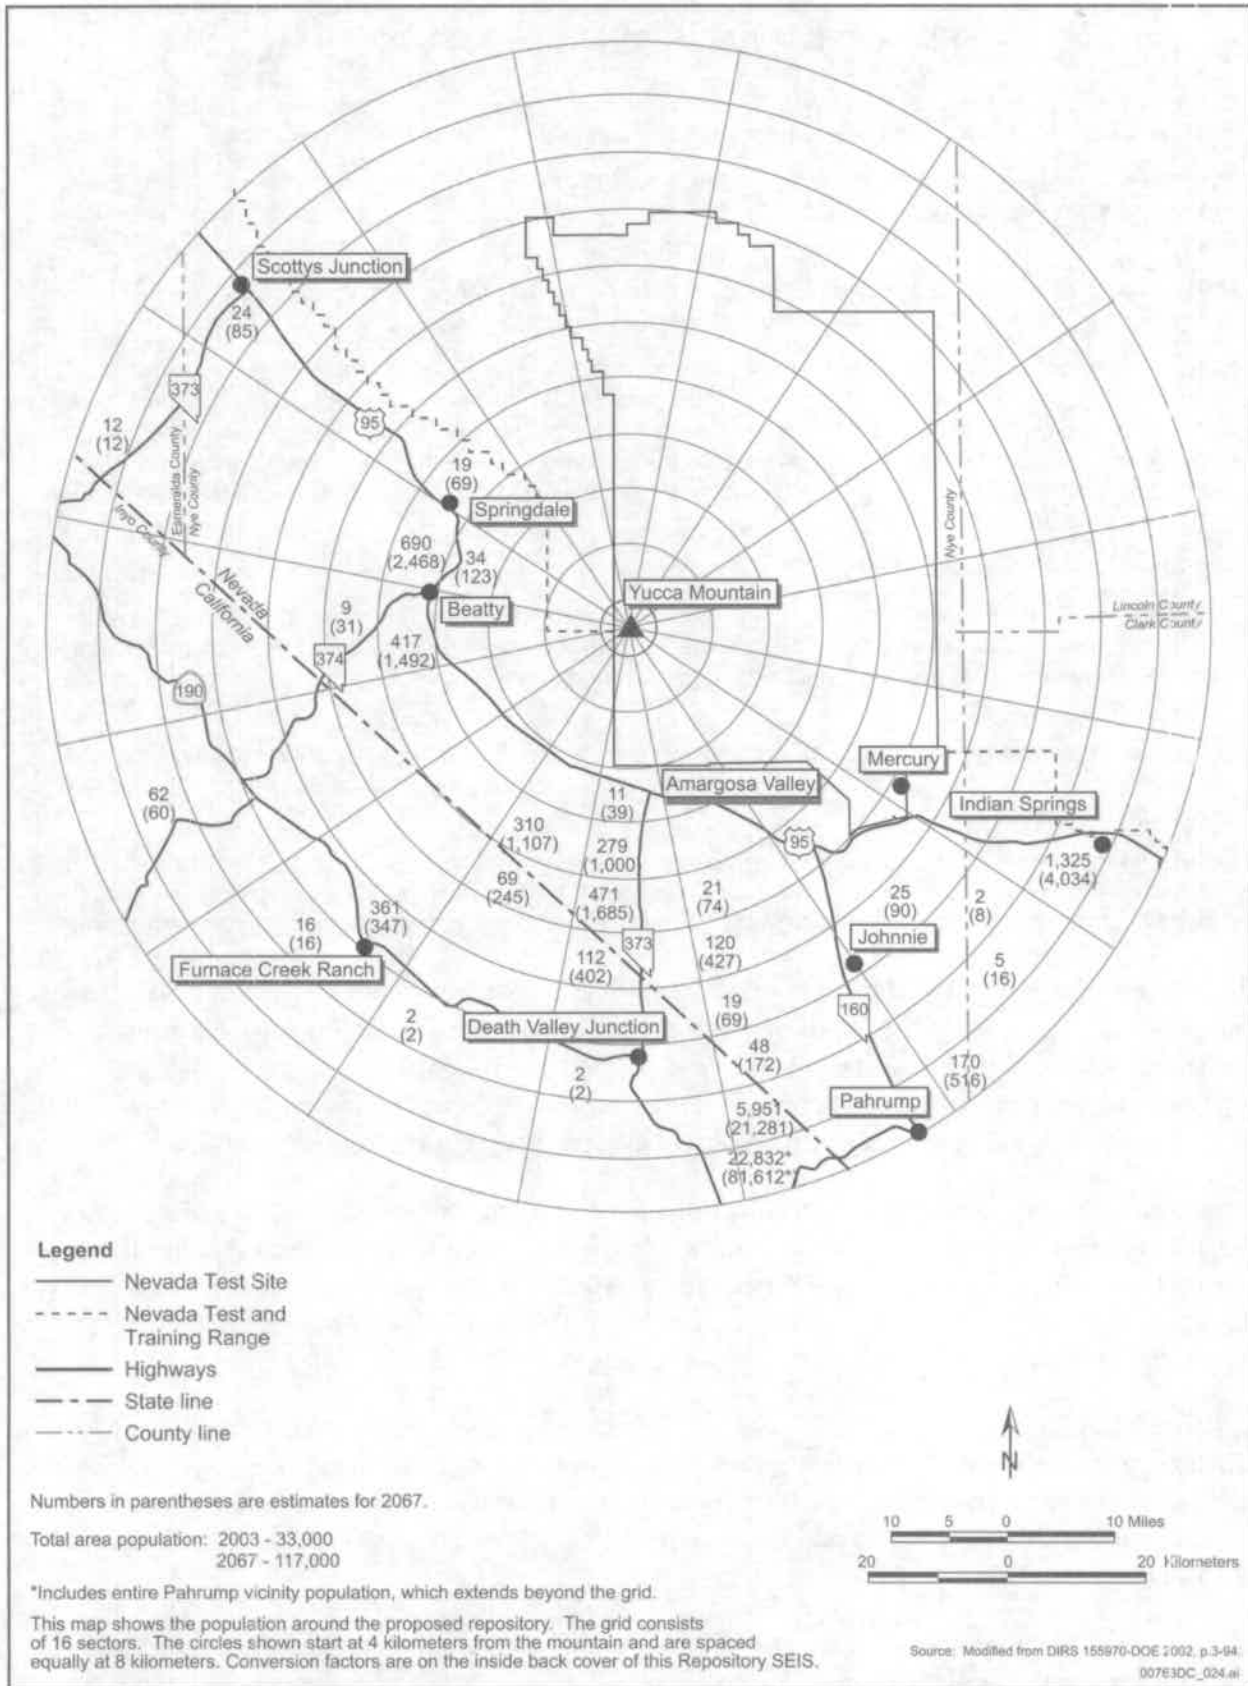 Scottys Junction
24
(85)
373
12
(12)
95
Esmeralda County
Nye County
Inyo County
19
(69)
Springdale
690
(2,468)
34
(123)
Nevada
California
Beatty
Yucca Mountain
Nye County
Lincoln County
Clark County
9
(31)
374
417
(1,492)
190
Mercury
Amargosa Valley
Indian Springs
62
(60)
11
(39)
310
(1,107)
279
(1,000)
95
1,325
(4,034)
69
(245)
471
(1,685)
21
(74)
25
(90)
2
(8)
361
(347)
16
(16)
373
Johnnie
112
(402)
120
(427)
5
(16)
Furnace Creek Ranch
2
(2)
19
(69)
160
Death Valley Junction
48
(172)
2
(2)
170
(516)
Pahrump
5,951
(21,281)
22,832*
(81,612*)
Legend
Nevada Test Site
Nevada Test and
Training Range
Highways
State line
County line
N
Numbers in parentheses are estimates for 2067.
Total area population: 2003 - 33,000
2067 - 117,000
10 5 0 10 Miles
20 0 20 Kilometers
*Includes entire Pahrump vicinity population, which extends beyond the grid.
This map shows the population around the proposed repository. The grid consists
of 16 sectors. The circles shown start at 4 kilometers from the mountain and are spaced
equally at 8 kilometers. Conversion factors are on the inside back cover of this Repository SEIS.
Source: Modified from DIRS 155970-DOE 2002, p.3-94.
00763DC_024.ai